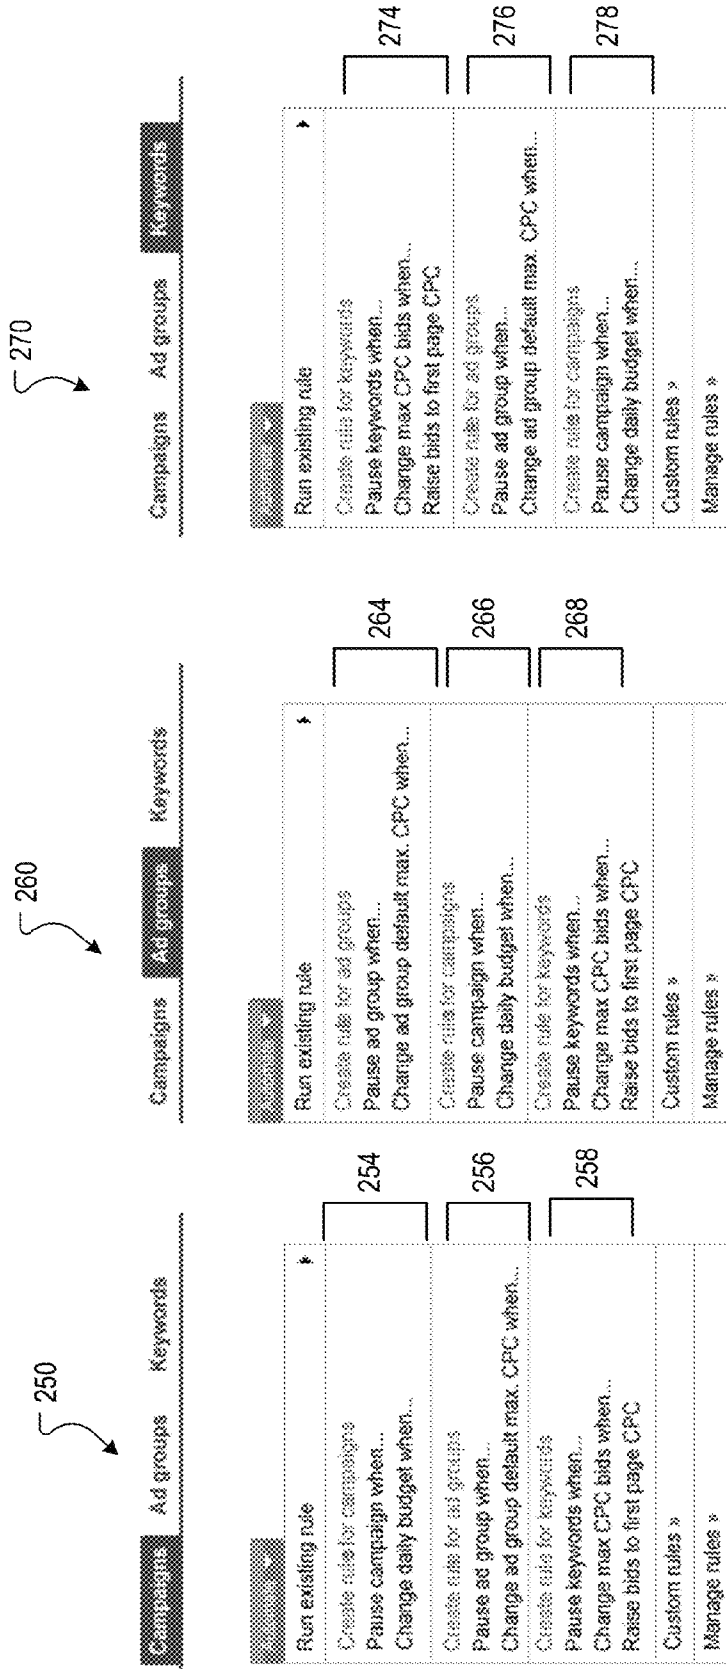 250
Campaigns Ad groups Keywords
Run existing rule
Create rule for campaigns
Pause campaign when...
Change daily budget when...
254
Create rule for ad groups
Pause ad group when...
Change ad group default max. CPC when...
256
Create rule for keywords
Pause keywords when...
Change max CPC bids when...
Raise bids to first page CPC
258
Custom rules »
Manage rules »
260
Campaigns Ad groups Keywords
Run existing rule
Create rule for ad groups
Pause ad group when...
Change ad group default max. CPC when...
264
Create rule for campaigns
Pause campaign when...
Change daily budget when...
266
Create rule for keywords
Pause keywords when...
Change max CPC bids when...
Raise bids to first page CPC
268
Custom rules »
Manage rules »
270
Campaigns Ad groups Keywords
Run existing rule
Create rule for keywords
Pause keywords when...
Change max CPC bids when...
Raise bids to first page CPC
274
Create rule for ad groups
Pause ad group when...
Change ad group default max. CPC when...
276
Create rule for campaigns
Pause campaign when...
Change daily budget when...
278
Custom rules »
Manage rules »